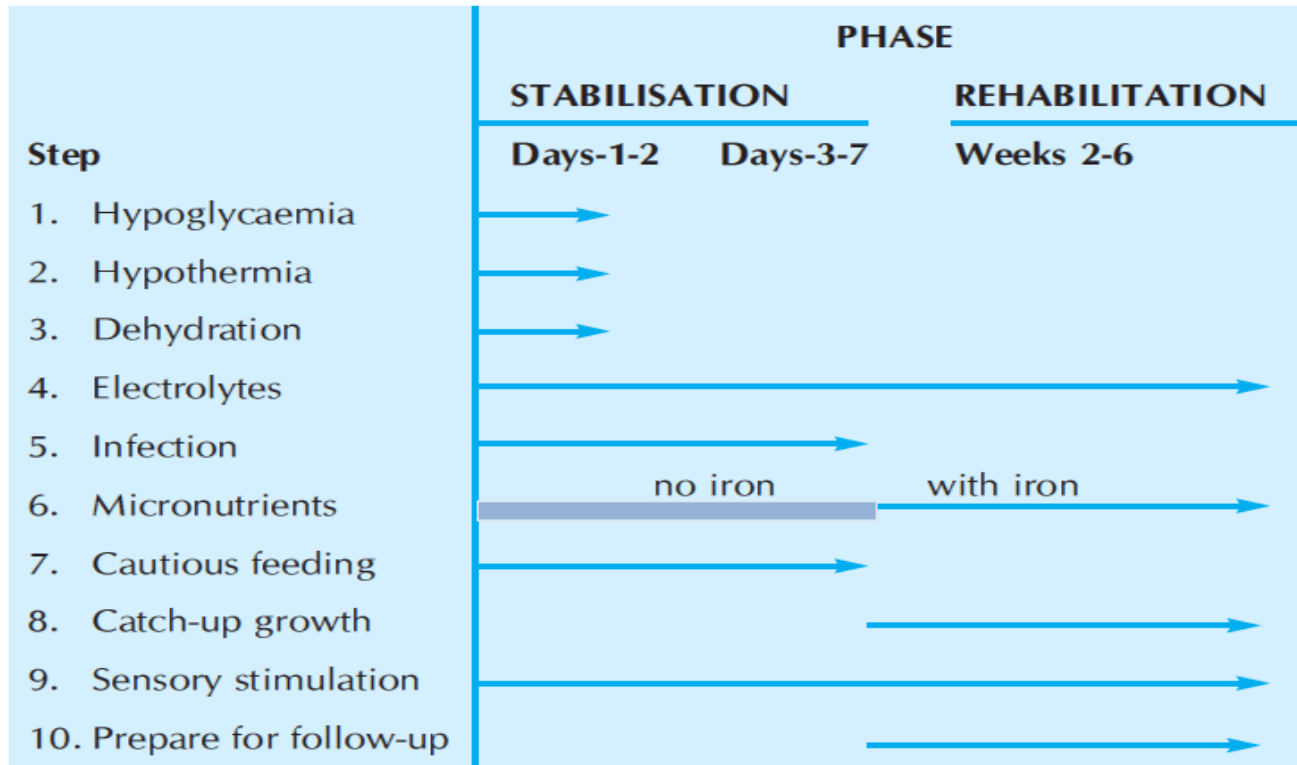 PHASE
STABILISATION REHABILITATION
Step Days-1-2 Days-3-7 Weeks 2-6
1. Hypoglycaemia
2. Hypothermia
3. Dehydration
4. Electrolytes
5. Infection
no iron with iron
6. Micronutrients
7. Cautious feeding
8. Catch-up growth
9. Sensory stimulation
10. Prepare for follow-up